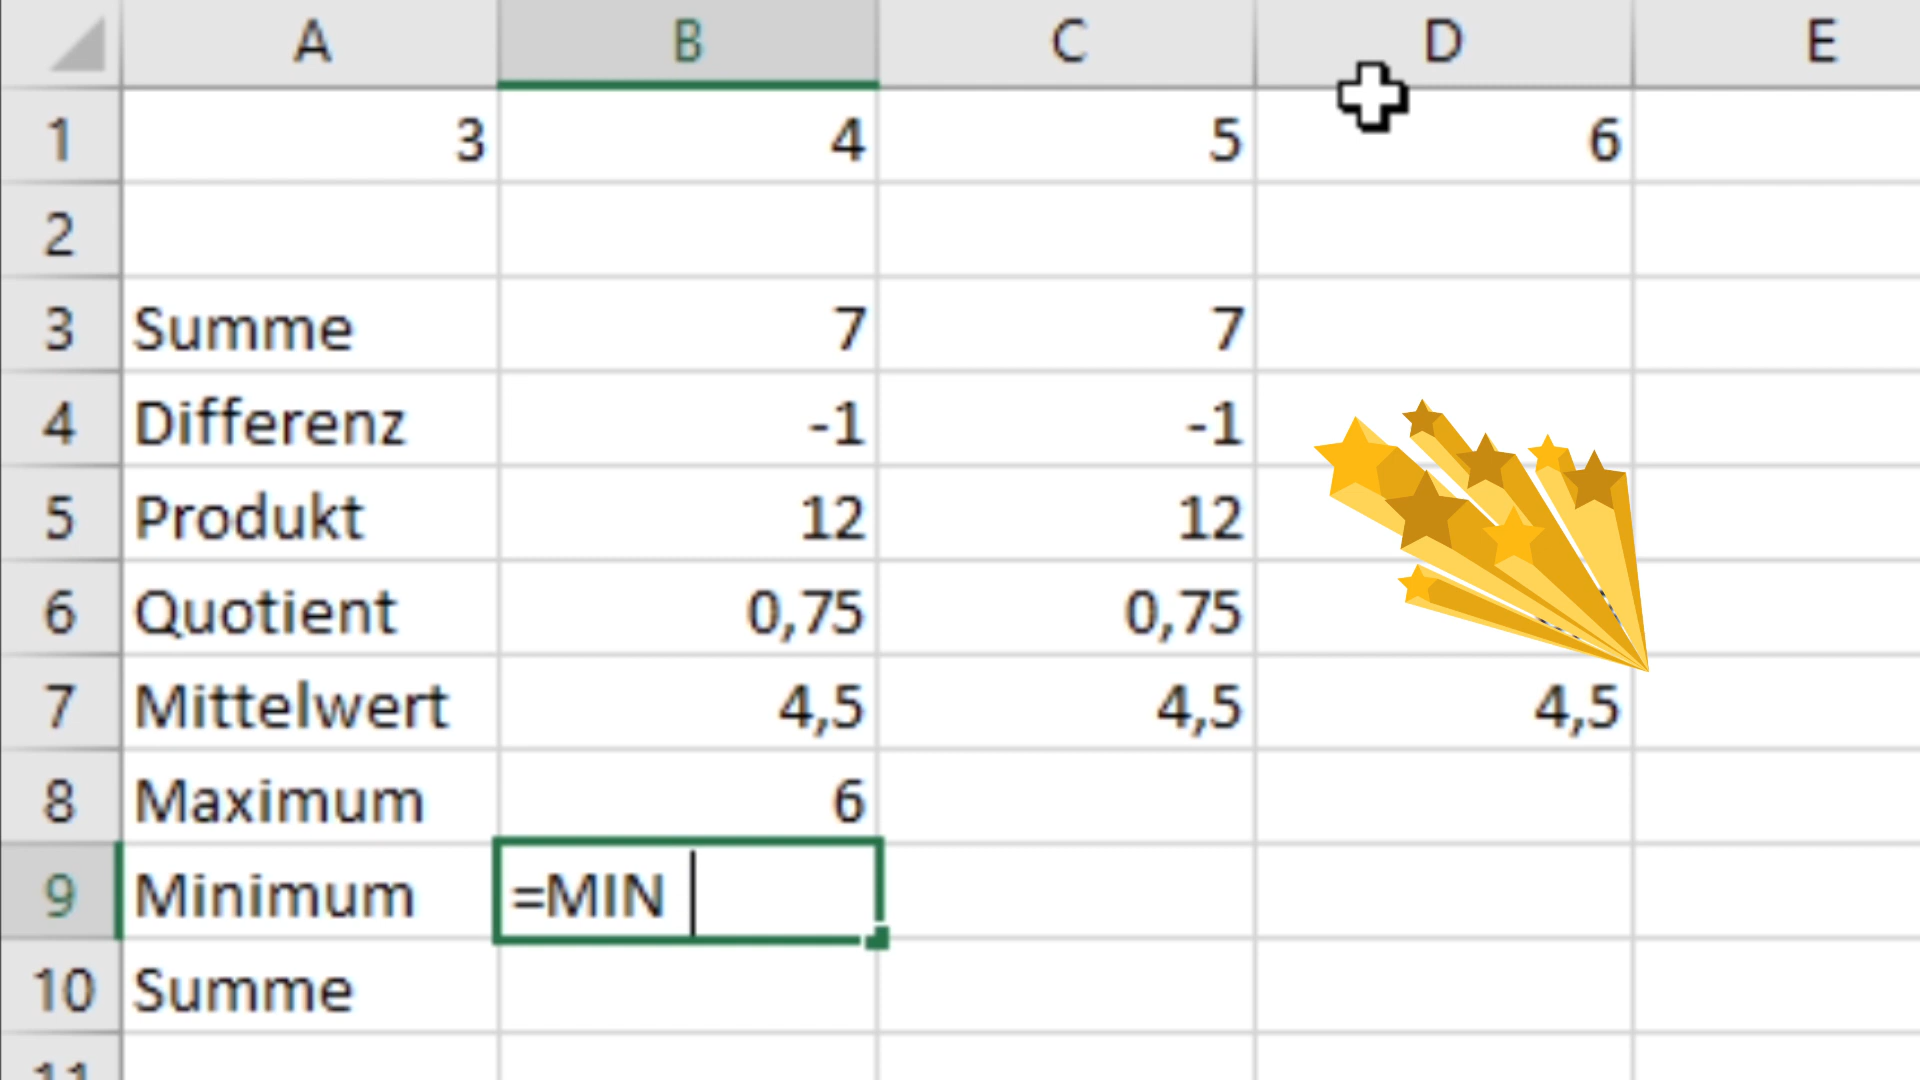 A B C D E
1 3 4 5 6
2
3 Summe 7 7
4 Differenz -1 -1
5 Produkt 12 12
6 Quotient 0,75 0,75
7 Mittelwert 4,5 4,5 4,5
8 Maximum 6
9 Minimum =MIN
10 Summe
11